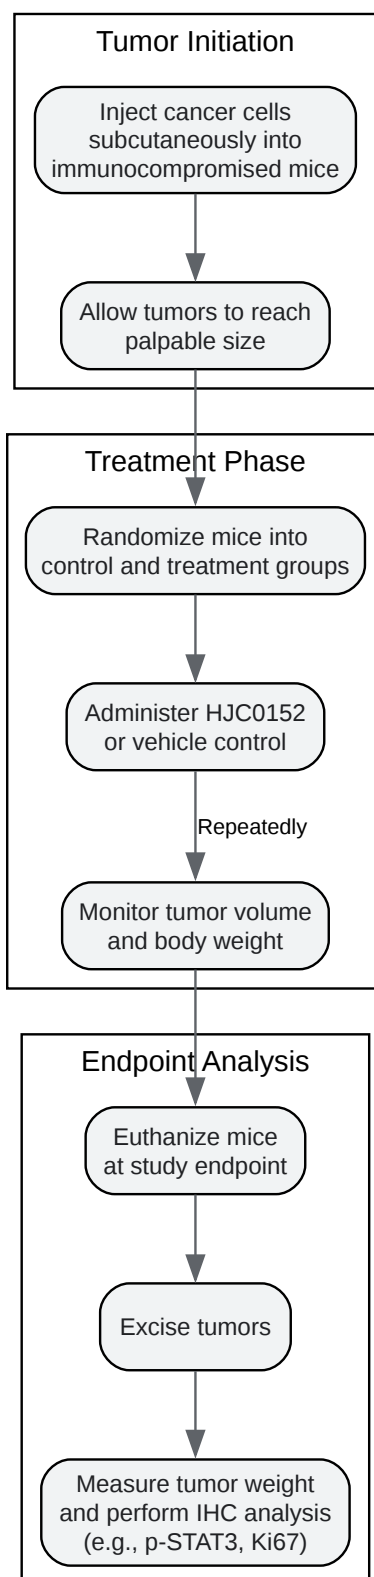 Tumor Initiation
Inject cancer cells
subcutaneously into
immunocompromised mice
Allow tumors to reach
palpable size
Treatment Phase
Randomize mice into
control and treatment groups
Administer HJC0152
or vehicle control
Repeatedly
Monitor tumor volume
and body weight
Endpoint Analysis
Euthanize mice
at study endpoint
Excise tumors
Measure tumor weight
and perform IHC analysis
(e.g., p-STAT3, Ki67)